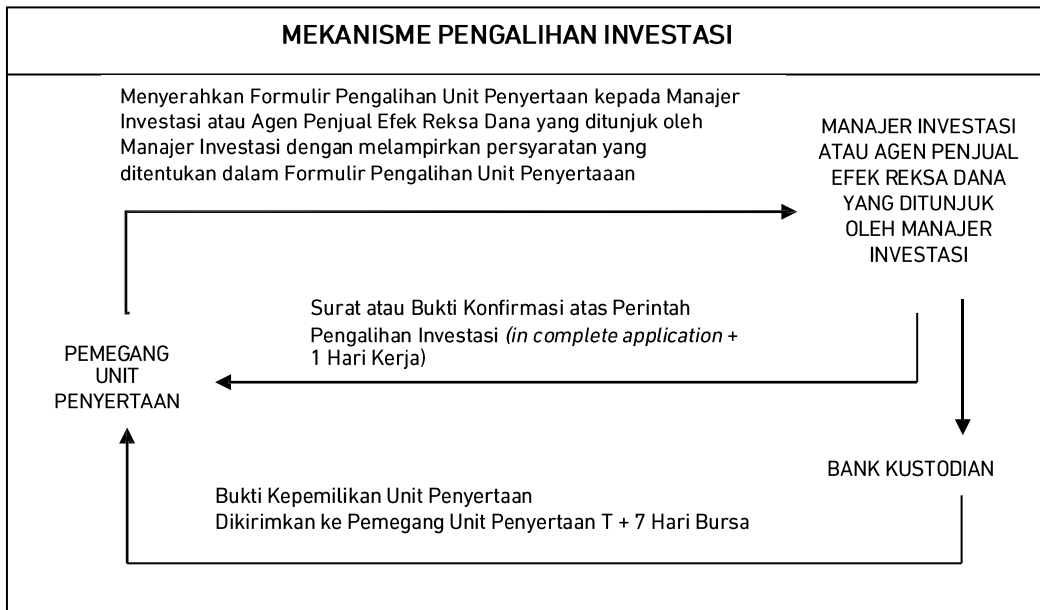 MEKANISME PENGALIHAN INVESTASI
Menyerahkan Formulir Pengalihan Unit Penyertaan kepada Manajer
Investasi atau Agen Penjual Efek Reksa Dana yang ditunjuk oleh
Manajer Investasi dengan melampirkan persyaratan yang
ditentukan dalam Formulir Pengalihan Unit Penyertaaan
MANAJER INVESTASI
ATAU AGEN PENJUAL
EFEK REKSA DANA
YANG DITUNJUK
OLEH MANAJER
INVESTASI
Surat atau Bukti Konfirmasi atas Perintah
Pengalihan Investasi (in complete application +
1 Hari Kerja)
PEMEGANG
UNIT
PENYERTAAN
BANK KUSTODIAN
Bukti Kepemilikan Unit Penyertaan
Dikirimkan ke Pemegang Unit Penyertaan T + 7 Hari Bursa